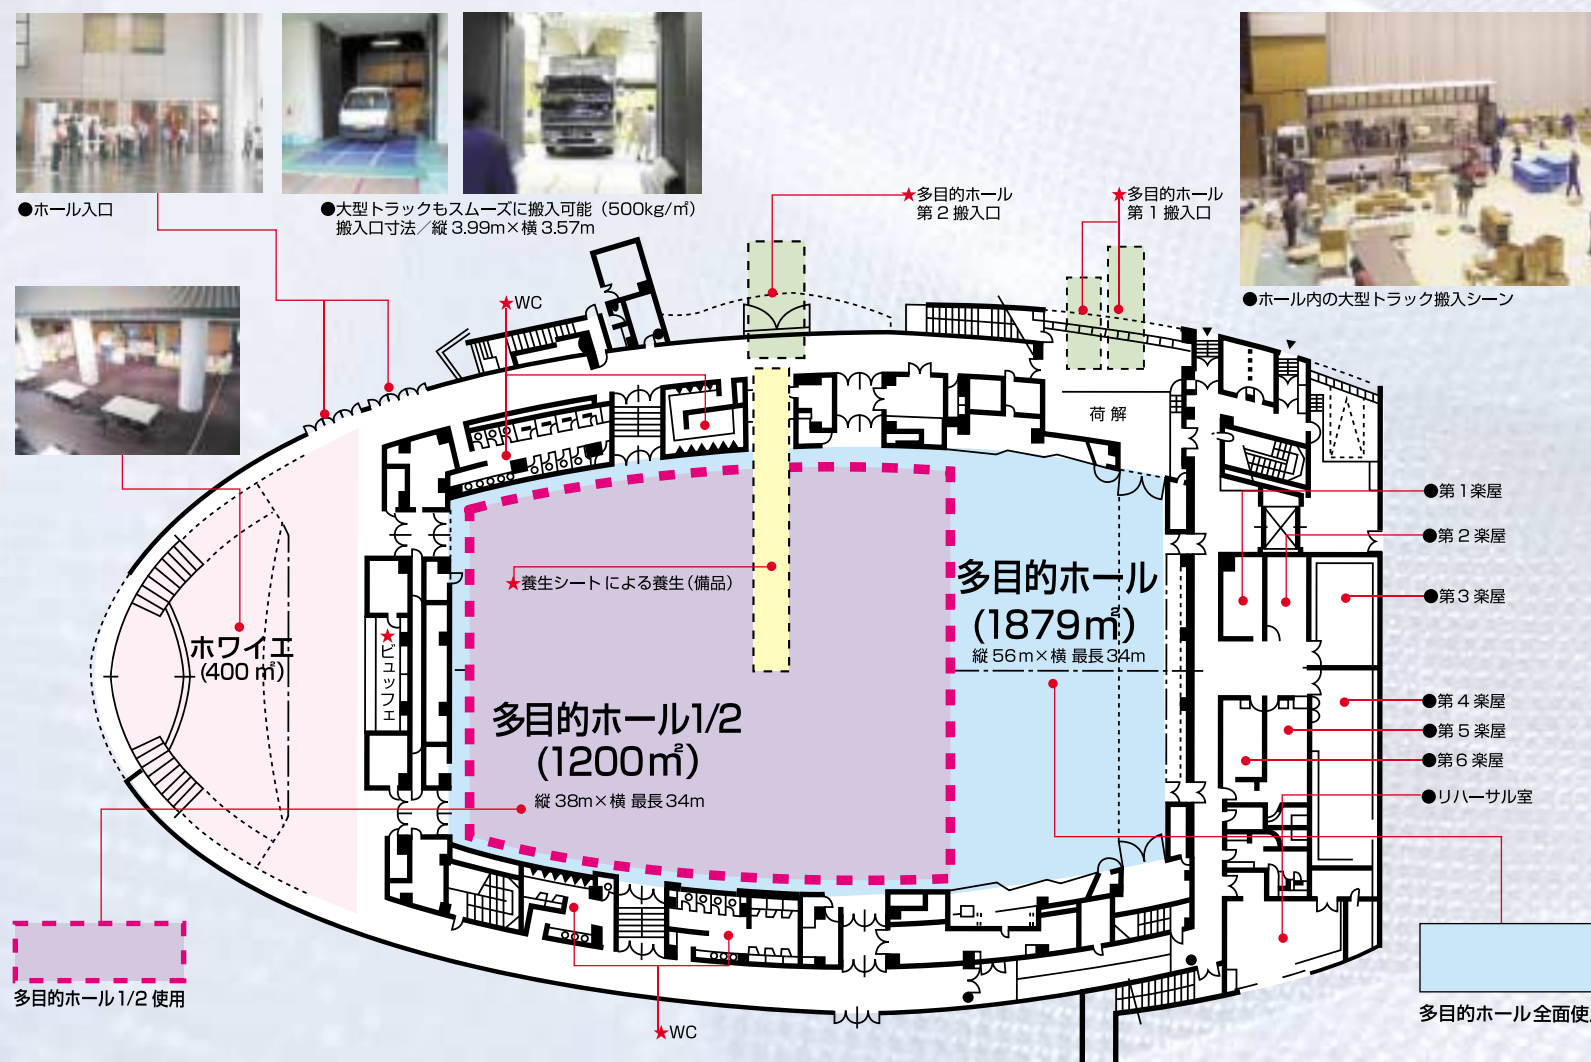 ●ホール入口
●大型トラックもスムーズに搬入可能（500kg/㎡）
搬入口寸法／縦 3.99m×横 3.57m
★多目的ホール
第2搬入口
★多目的ホール
第1搬入口
●ホール内の大型トラック搬入シーン
★WC
荷解
●第1楽屋
●第2楽屋
●第3楽屋
●第4楽屋
●第5楽屋
●第6楽屋
●リハーサル室
★養生シートによる養生（備品）
多目的ホール
(1879㎡)
縦 56m×横 最長34m
ホワイエ
(400㎡)
★ビュッフェ
多目的ホール1/2
(1200㎡)
縦 38m×横 最長34m
多目的ホール1/2 使用
★WC
多目的ホール 全面使